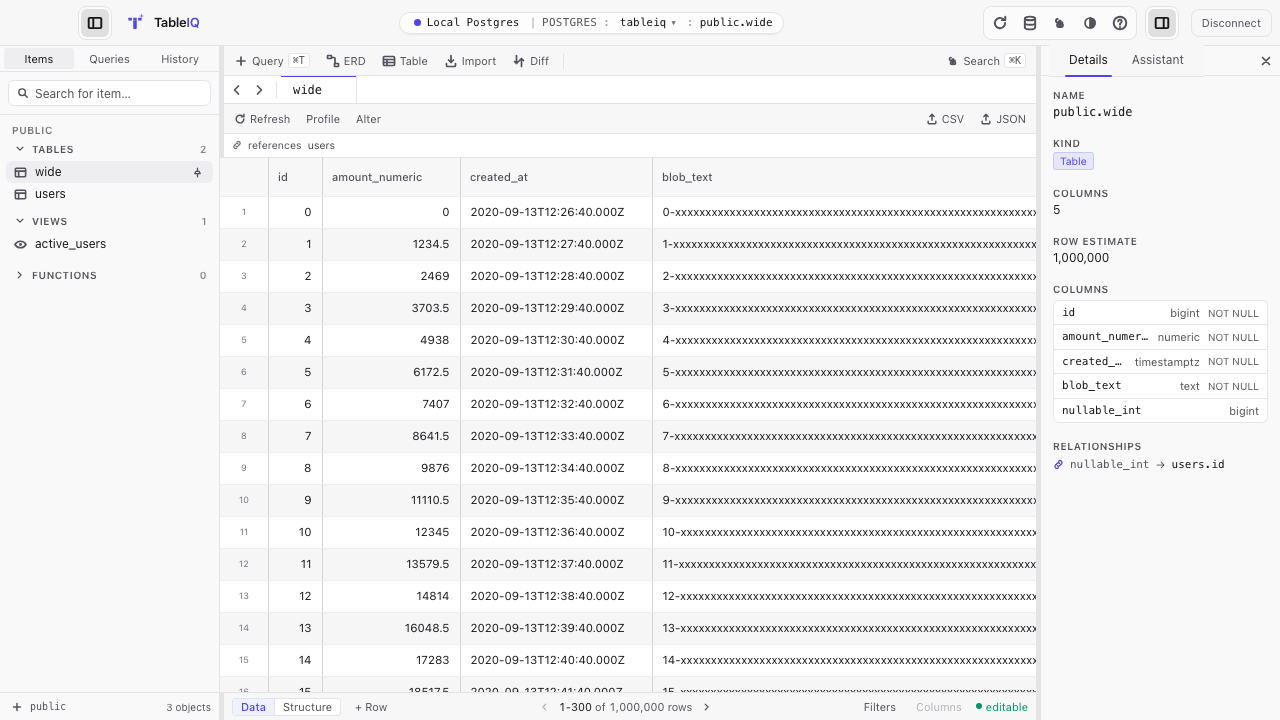 TableIQ
Local Postgres | POSTGRES : tableiq ▾ : public.wide
Disconnect
Items Queries History
Search for item...
PUBLIC
TABLES 2
wide
users
VIEWS 1
active_users
FUNCTIONS 0
+ public 3 objects
+ Query ⌘T ERD Table Import Diff Search ⌘K
wide
Refresh Profile Alter CSV JSON
references users
id amount_numeric created_at blob_text
1 0 0 2020-09-13T12:26:40.000Z
2 1 1234.5 2020-09-13T12:27:40.000Z
3 2 2469 2020-09-13T12:28:40.000Z
4 3 3703.5 2020-09-13T12:29:40.000Z
5 4 4938 2020-09-13T12:30:40.000Z
6 5 6172.5 2020-09-13T12:31:40.000Z
7 6 7407 2020-09-13T12:32:40.000Z
8 7 8641.5 2020-09-13T12:33:40.000Z
9 8 9876 2020-09-13T12:34:40.000Z
10 9 11110.5 2020-09-13T12:35:40.000Z
11 10 12345 2020-09-13T12:36:40.000Z
12 11 13579.5 2020-09-13T12:37:40.000Z
13 12 14814 2020-09-13T12:38:40.000Z
14 13 16048.5 2020-09-13T12:39:40.000Z
15 14 17283 2020-09-13T12:40:40.000Z
16 15 18517.5 2020-09-13T12:41:40.000Z
Data Structure + Row 1-300 of 1,000,000 rows Filters Columns editable
Details Assistant
NAME
public.wide
KIND
Table
COLUMNS
5
ROW ESTIMATE
1,000,000
COLUMNS
id bigint NOT NULL
amount_numer... numeric NOT NULL
created_... timestamptz NOT NULL
blob_text text NOT NULL
nullable_int bigint
RELATIONSHIPS
nullable_int → users.id